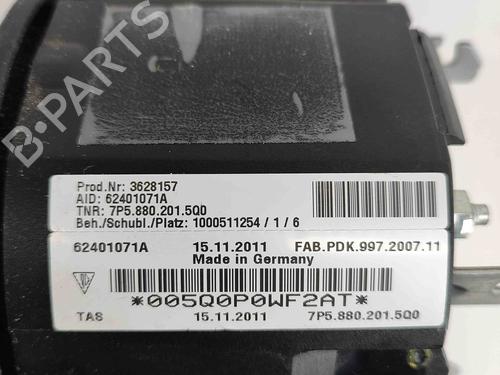 B-PARTS
Prod.Nr: 3628157
AID: 62401071A
TNR: 7P5.880.201.5Q0
Beh./Schubl./Platz: 1000511254 / 1 / 6
62401071A 15.11.2011 FAB.PDK.997.2007.11
Made in Germany
*005Q0P0WF2AT*
TAS 15.11.2011 7P5.880.201.5Q0